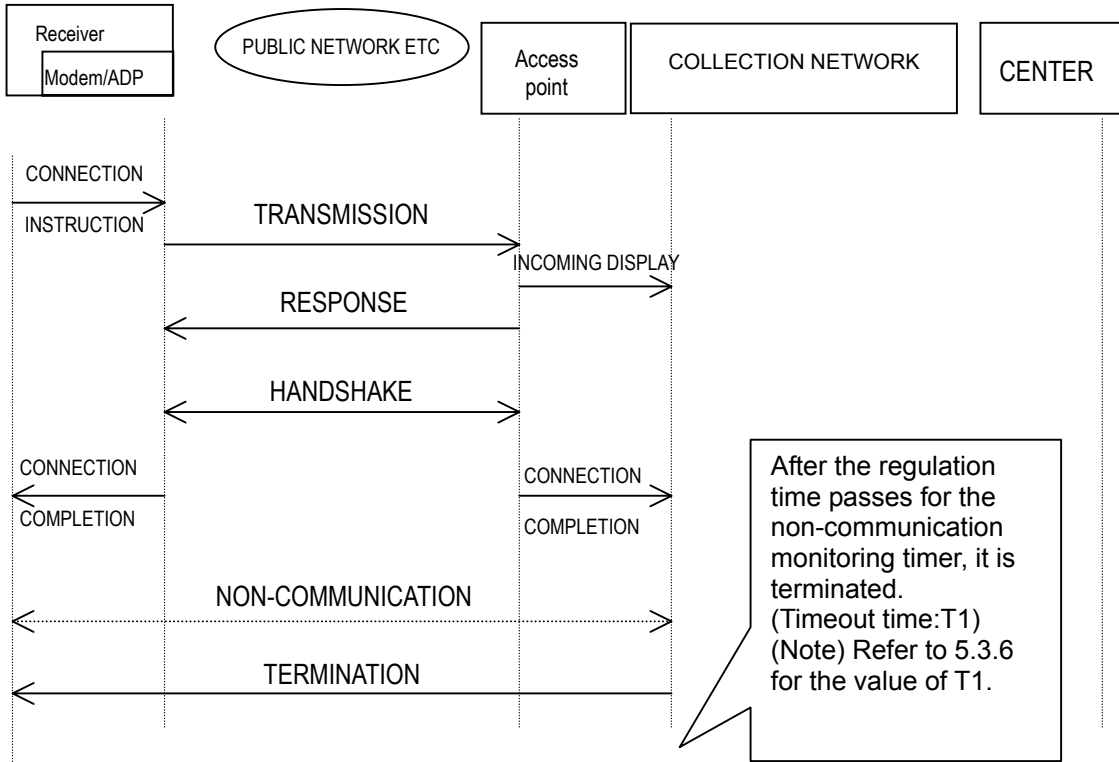 Receiver
Modem/ADP
PUBLIC NETWORK ETC
Access
point
COLLECTION NETWORK
CENTER
CONNECTION
INSTRUCTION
TRANSMISSION
INCOMING DISPLAY
RESPONSE
HANDSHAKE
CONNECTION
COMPLETION
CONNECTION
COMPLETION
After the regulation
time passes for the
non-communication
monitoring timer, it is
terminated.
(Timeout time:T1)
(Note) Refer to 5.3.6
for the value of T1.
NON-COMMUNICATION
TERMINATION